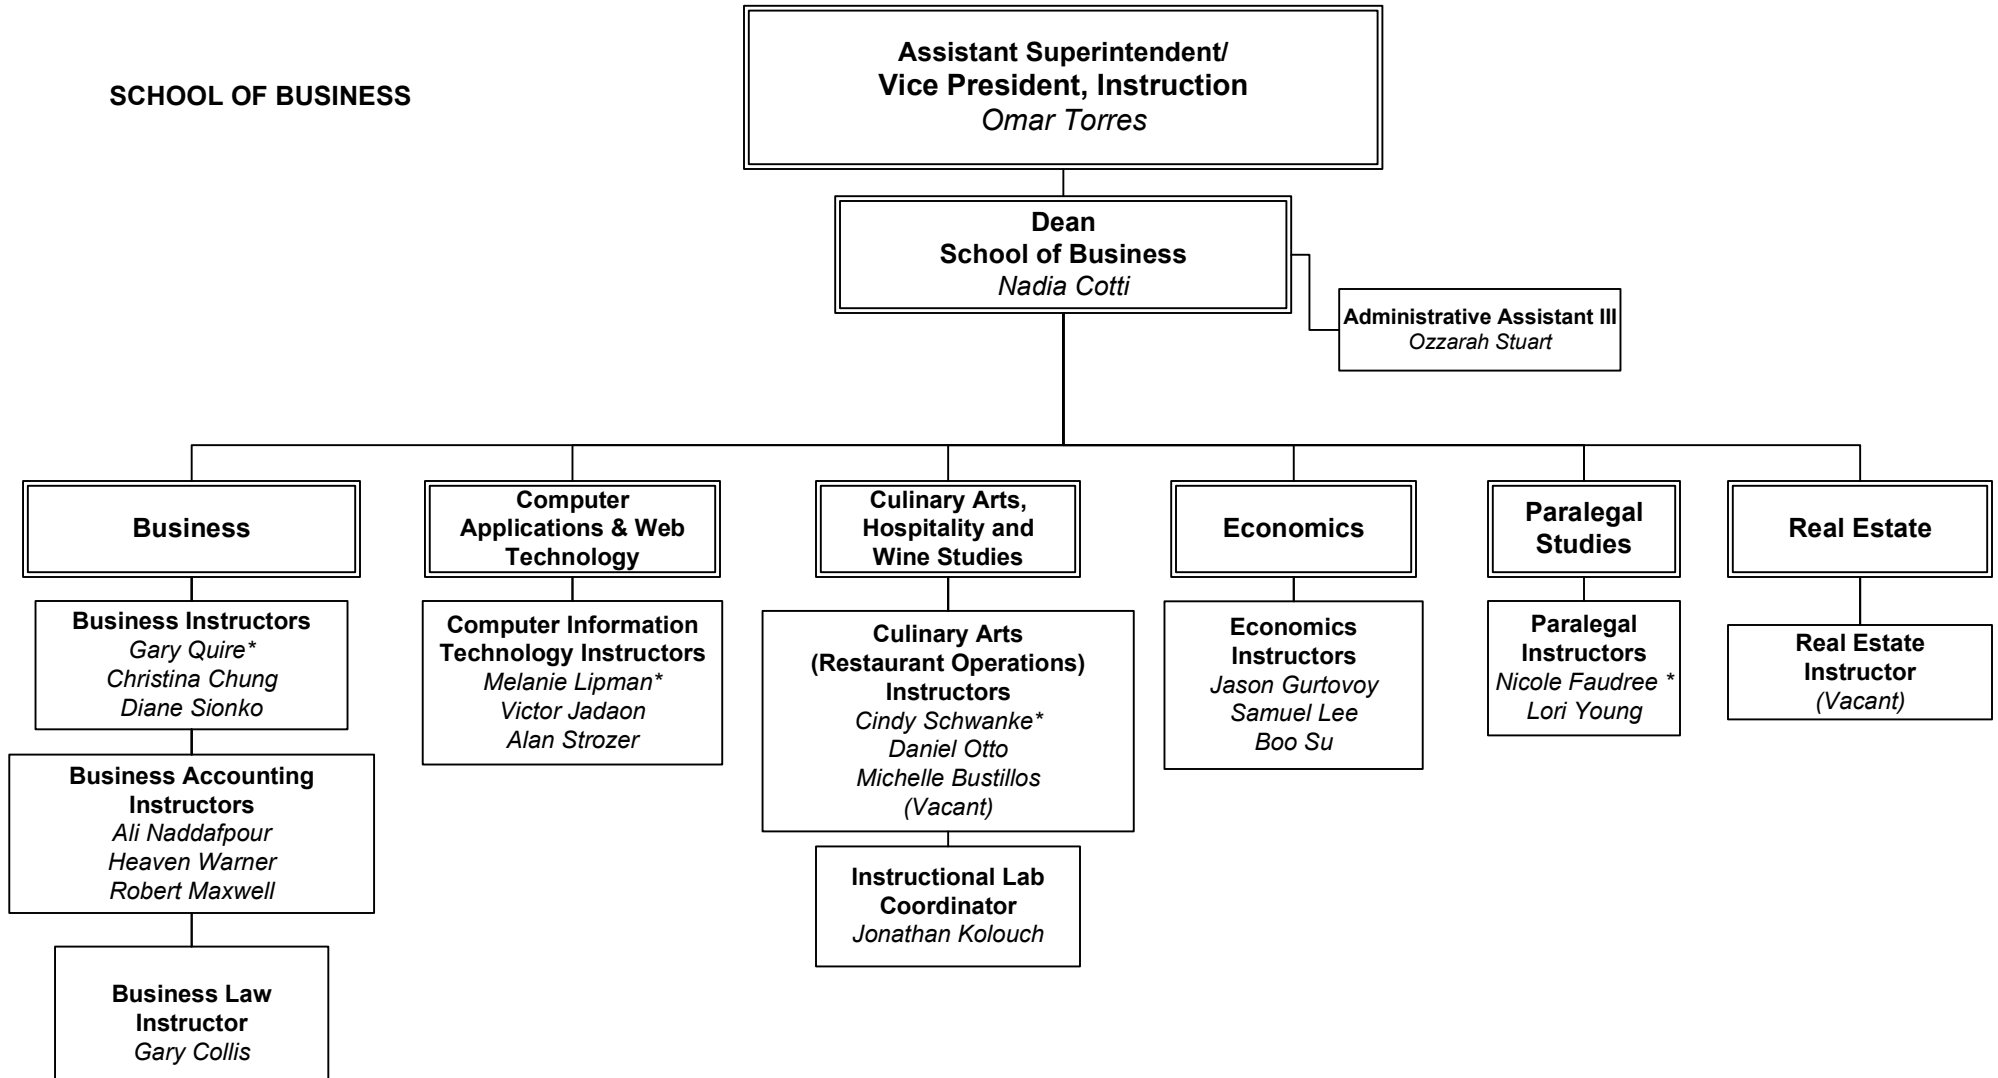 SCHOOL OF BUSINESS
Assistant Superintendent/
Vice President, Instruction
Omar Torres
Dean
School of Business
Nadia Cotti
Administrative Assistant III
Ozzarah Stuart
Business
Business Instructors
Gary Quire*
Christina Chung
Diane Sionko
Business Accounting
Instructors
Ali Naddafpour
Heaven Warner
Robert Maxwell
Business Law
Instructor
Gary Collis
Computer
Applications & Web
Technology
Computer Information
Technology Instructors
Melanie Lipman*
Victor Jadaon
Alan Strozer
Culinary Arts,
Hospitality and
Wine Studies
Culinary Arts
(Restaurant Operations)
Instructors
Cindy Schwanke*
Daniel Otto
Michelle Bustillos
(Vacant)
Instructional Lab
Coordinator
Jonathan Kolouch
Economics
Economics
Instructors
Jason Gurtovoy
Samuel Lee
Boo Su
Paralegal
Studies
Paralegal
Instructors
Nicole Faudree *
Lori Young
Real Estate
Real Estate
Instructor
(Vacant)